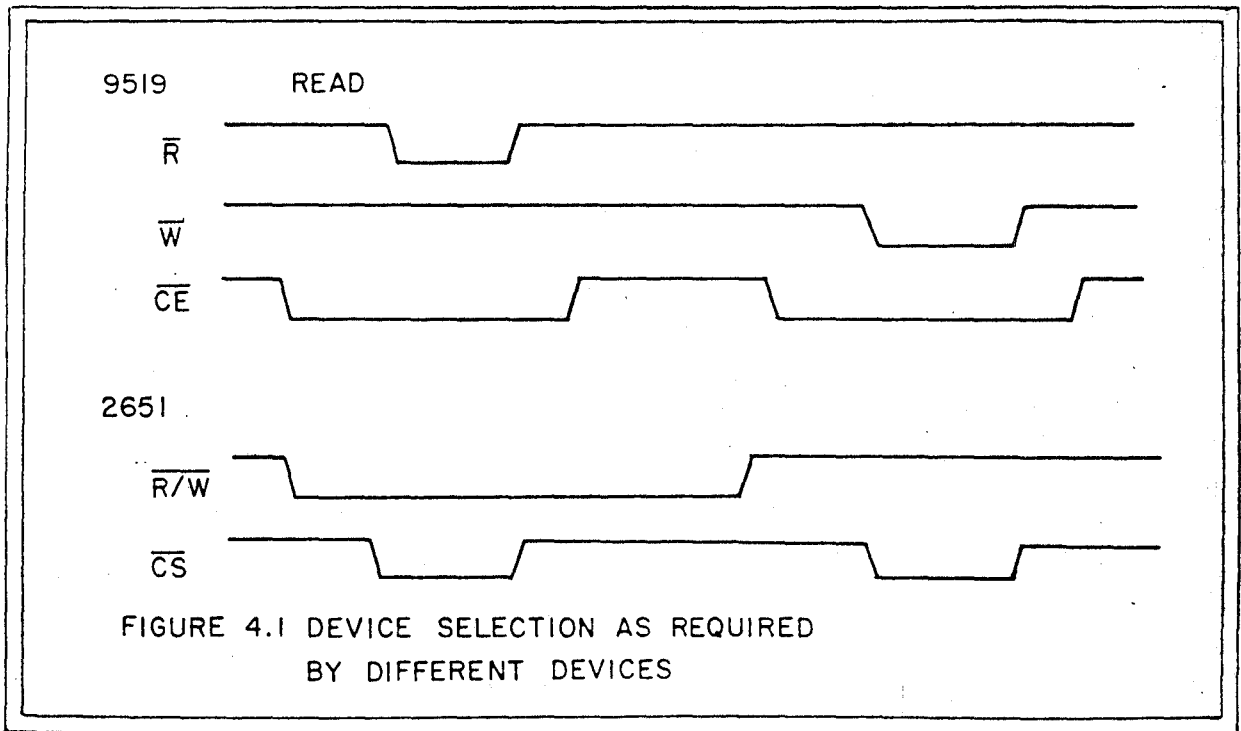 9519 READ
R̅
W̅
C̅E̅
2651
R̅/̅W̅
C̅S̅
FIGURE 4.1 DEVICE SELECTION AS REQUIRED
BY DIFFERENT DEVICES